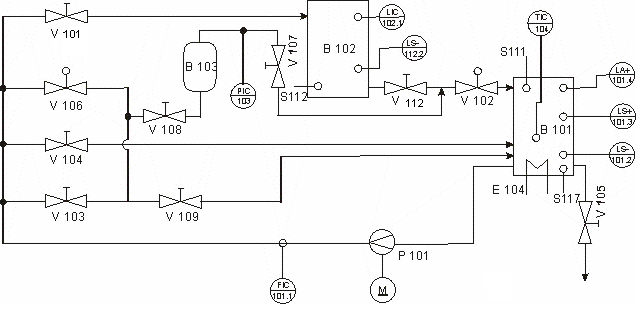 V 101
LIC
102.1
TIC
104
V 107
B 102
LS-
112.2
S111
B 103
LA+
101.4
V 106
PIC
103
S112
V 112
V 102
V 108
LS+
101.3
B 101
V 104
LS-
101.2
E 104
S117
V 105
V 103
V 109
P 101
FIC
101.1
M